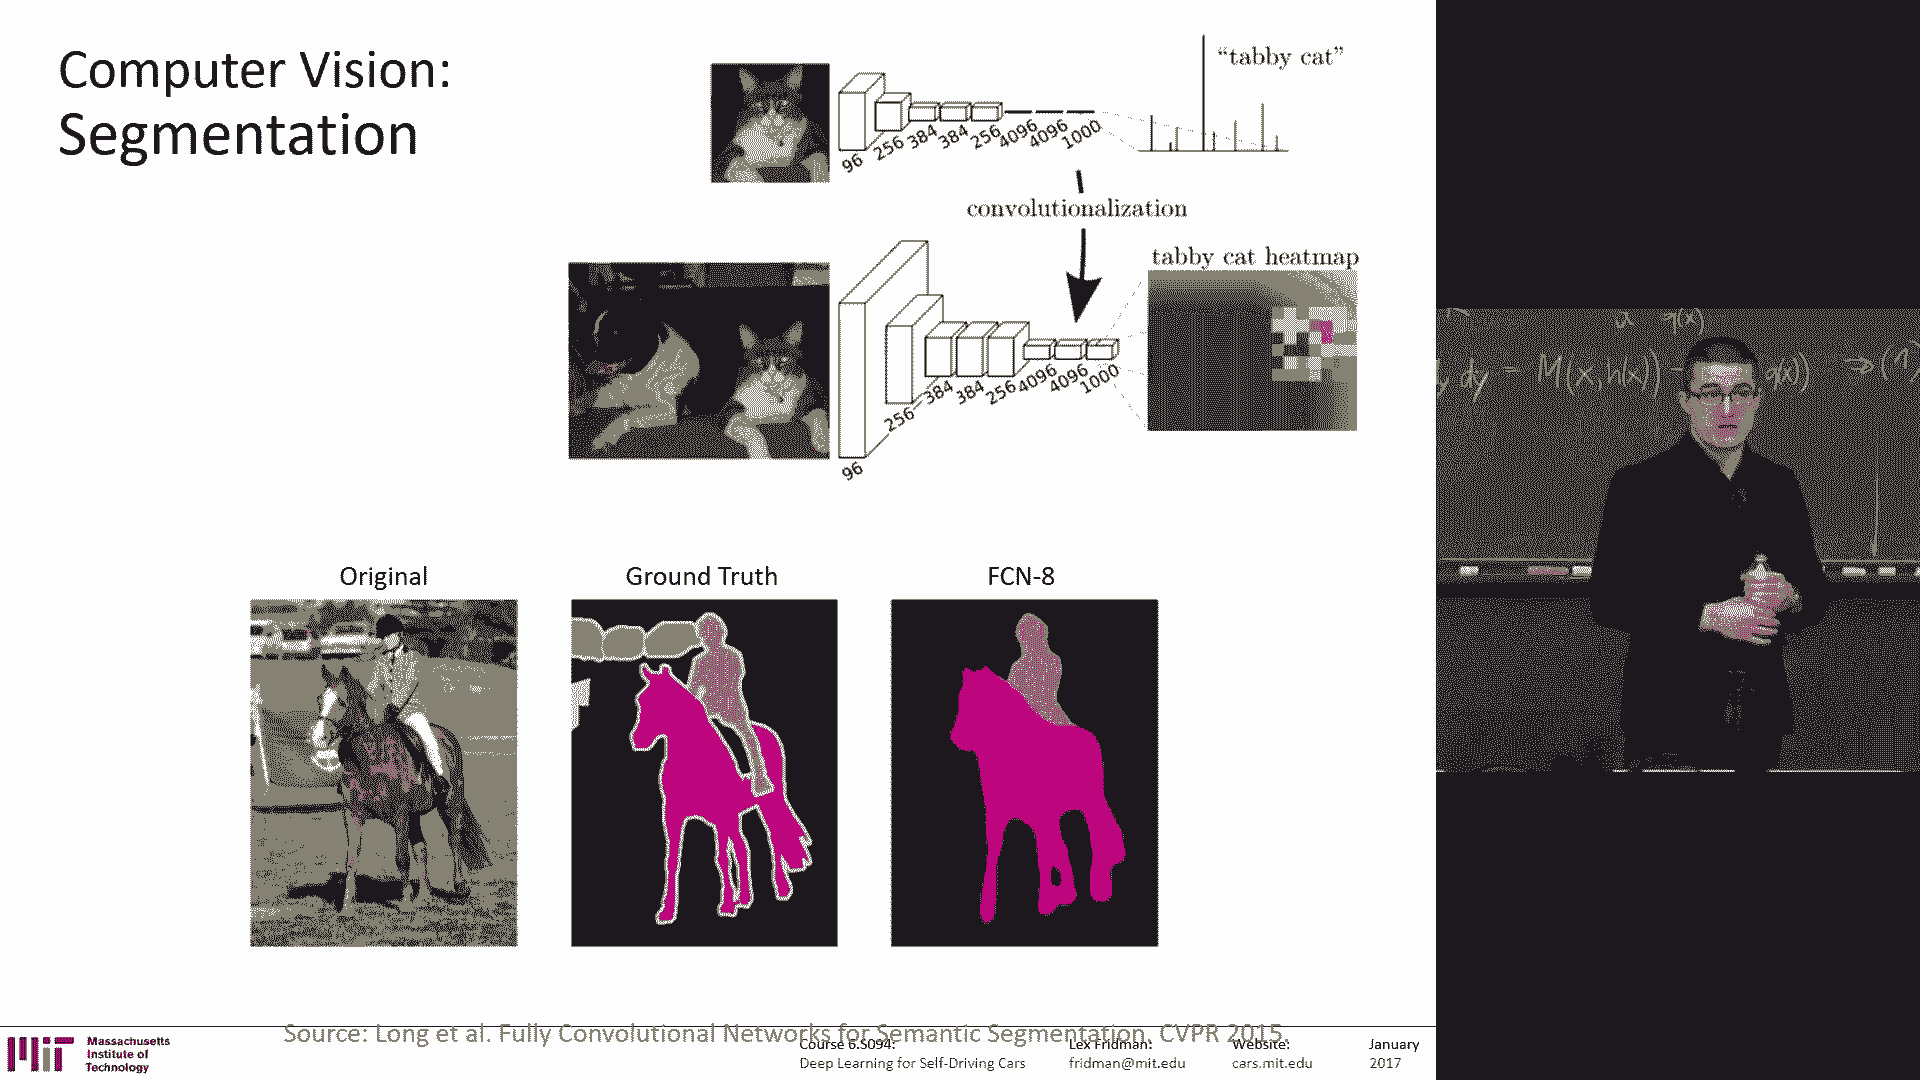 Computer Vision:
Segmentation
"tabby cat"
96
256
384
384
256
4096
4096
1000
convolutionalization
tabby cat heatmap
96
256
384
384
256
4096
4096
1000
Original
Ground Truth
FCN-8
Source: Long et al. Fully Convolutional Networks for Semantic Segmentation. CVPR 2015.
MIT
Massachusetts
Institute of
Technology
Course 6.S094:
Deep Learning for Self-Driving Cars
Lex Fridman:
fridman@mit.edu
Website:
cars.mit.edu
January
2017
q(x)
dy = M(x, h(x)) -
q(x))